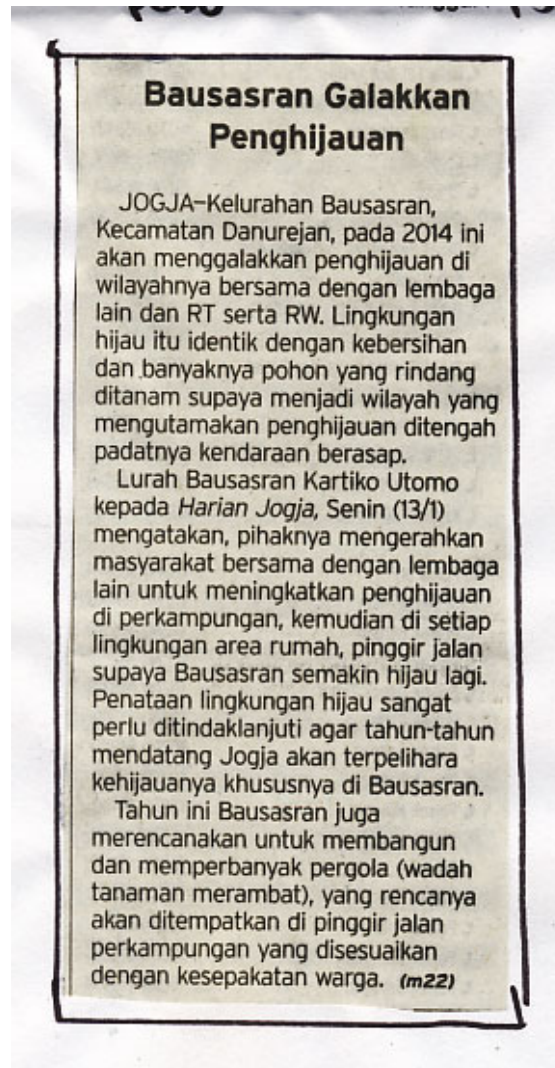 Bausasran Galakkan
Penghijauan
JOGJA–Kelurahan Bausasran,
Kecamatan Danurejan, pada 2014 ini
akan menggalakkan penghijauan di
wilayahnya bersama dengan lembaga
lain dan RT serta RW. Lingkungan
hijau itu identik dengan kebersihan
dan banyaknya pohon yang rindang
ditanam supaya menjadi wilayah yang
mengutamakan penghijauan ditengah
padatnya kendaraan berasap.
Lurah Bausasran Kartiko Utomo
kepada Harian Jogja, Senin (13/1)
mengatakan, pihaknya mengerahkan
masyarakat bersama dengan lembaga
lain untuk meningkatkan penghijauan
di perkampungan, kemudian di setiap
lingkungan area rumah, pinggir jalan
supaya Bausasran semakin hijau lagi.
Penataan lingkungan hijau sangat
perlu ditindaklanjuti agar tahun-tahun
mendatang Jogja akan terpelihara
kehijauanya khususnya di Bausasran.
Tahun ini Bausasran juga
merencanakan untuk membangun
dan memperbanyak pergola (wadah
tanaman merambat), yang rencanya
akan ditempatkan di pinggir jalan
perkampungan yang disesuaikan
dengan kesepakatan warga. (m22)